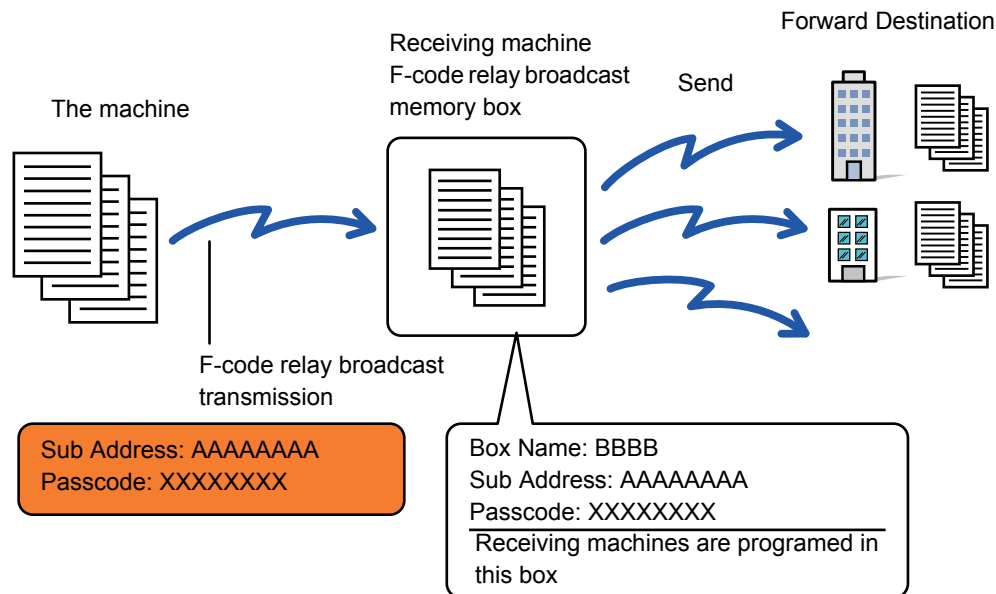 Forward Destination
Receiving machine
F-code relay broadcast
memory box
Send
The machine
F-code relay broadcast
transmission
Sub Address: AAAAAAAA
Passcode: XXXXXXXX
Box Name: BBBB
Sub Address: AAAAAAAA
Passcode: XXXXXXXX
Receiving machines are programed in
this box